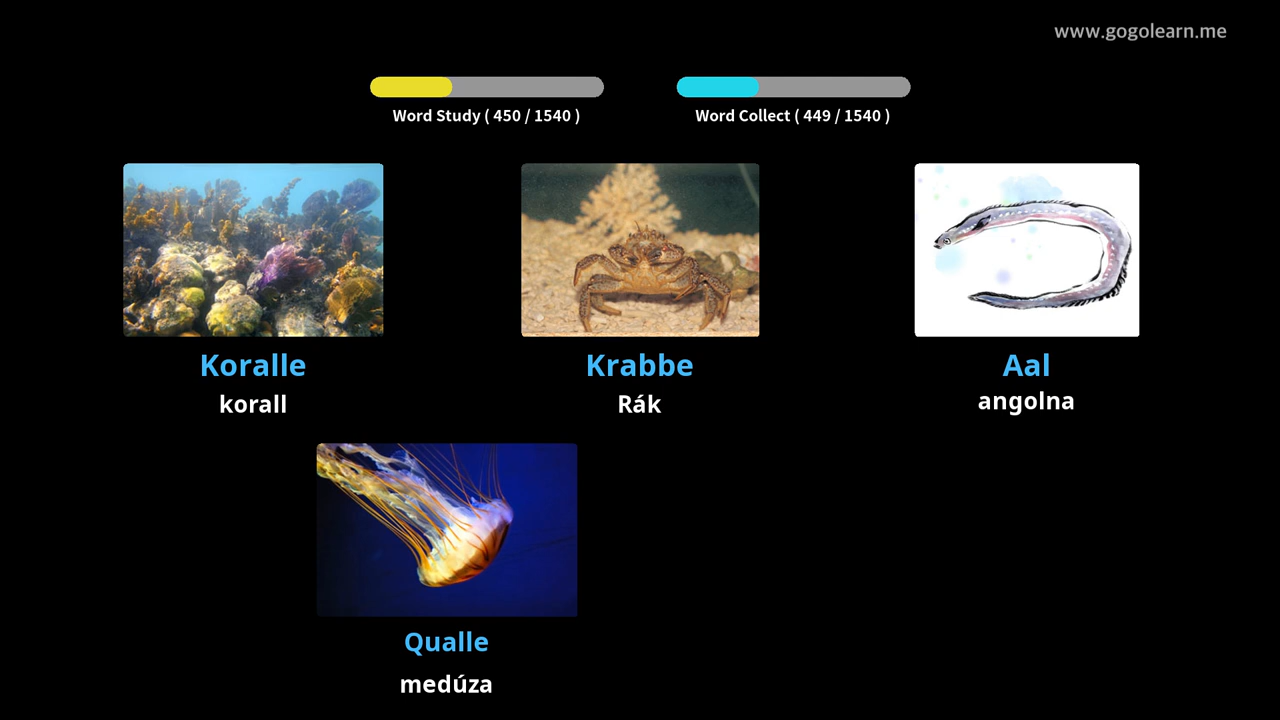 www.gogolearn.me
Word Study ( 450 / 1540 )
Word Collect ( 449 / 1540 )
Koralle
korall
Krabbe
Rák
Aal
angolna
Qualle
medúza